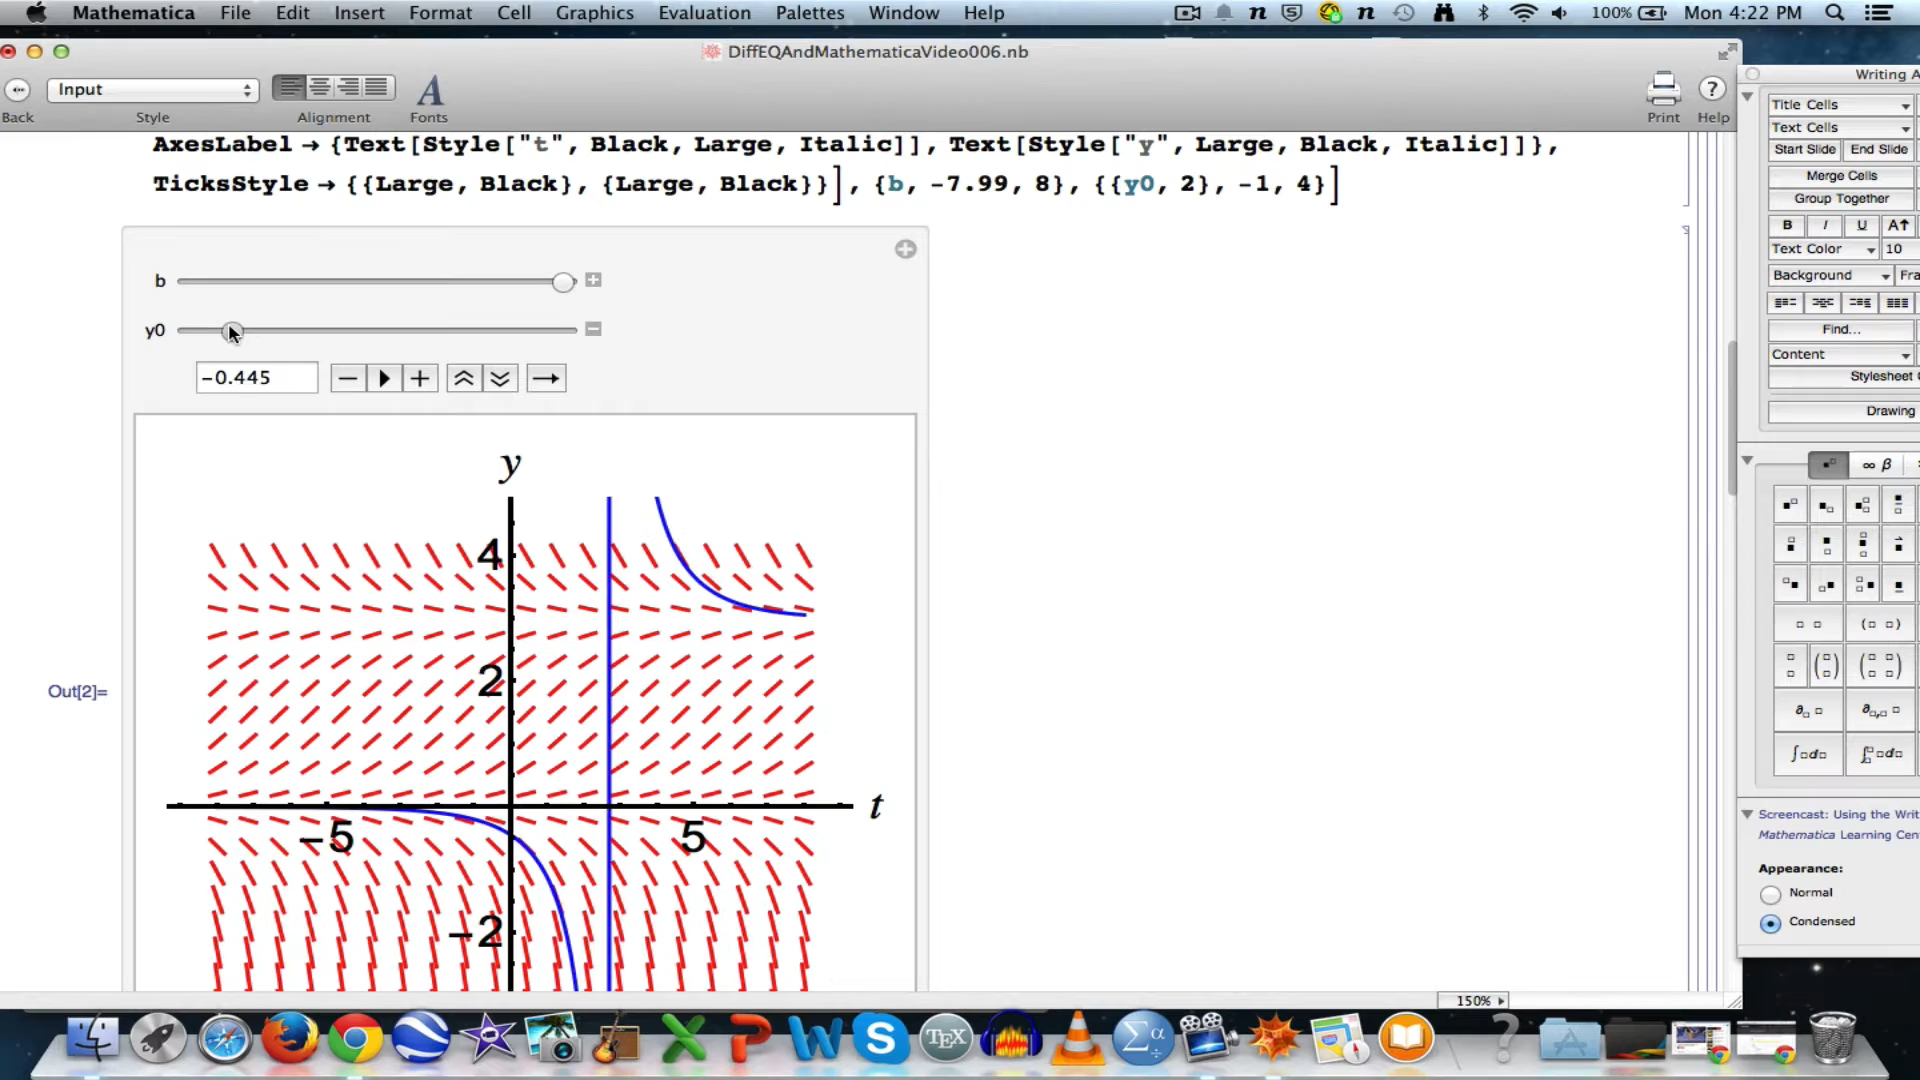 Mathematica File Edit Insert Format Cell Graphics Evaluation Palettes Window Help 100% Mon 4:22 PM
DiffEQAndMathematicaVideo006.nb
Input
Back Style Alignment Fonts Print Help
AxesLabel → {Text[Style["t", Black, Large, Italic]], Text[Style["y", Large, Black, Italic]]},
TicksStyle → {{Large, Black}, {Large, Black}}], {b, -7.99, 8}, {{y0, 2}, -1, 4}]
b
y0
-0.445
y
4
2
Out[2]=
t
-5 5
-2
150%
Writing A
Title Cells
Text Cells
Start Slide End Slide
Merge Cells
Group Together
B I U A
Text Color 10
Background Fra
Find...
Content
Stylesheet
Drawing
∞ β
∂
∫ d
Screencast: Using the Writ
Mathematica Learning Cen
Appearance:
Normal
Condensed
TEX
Σα